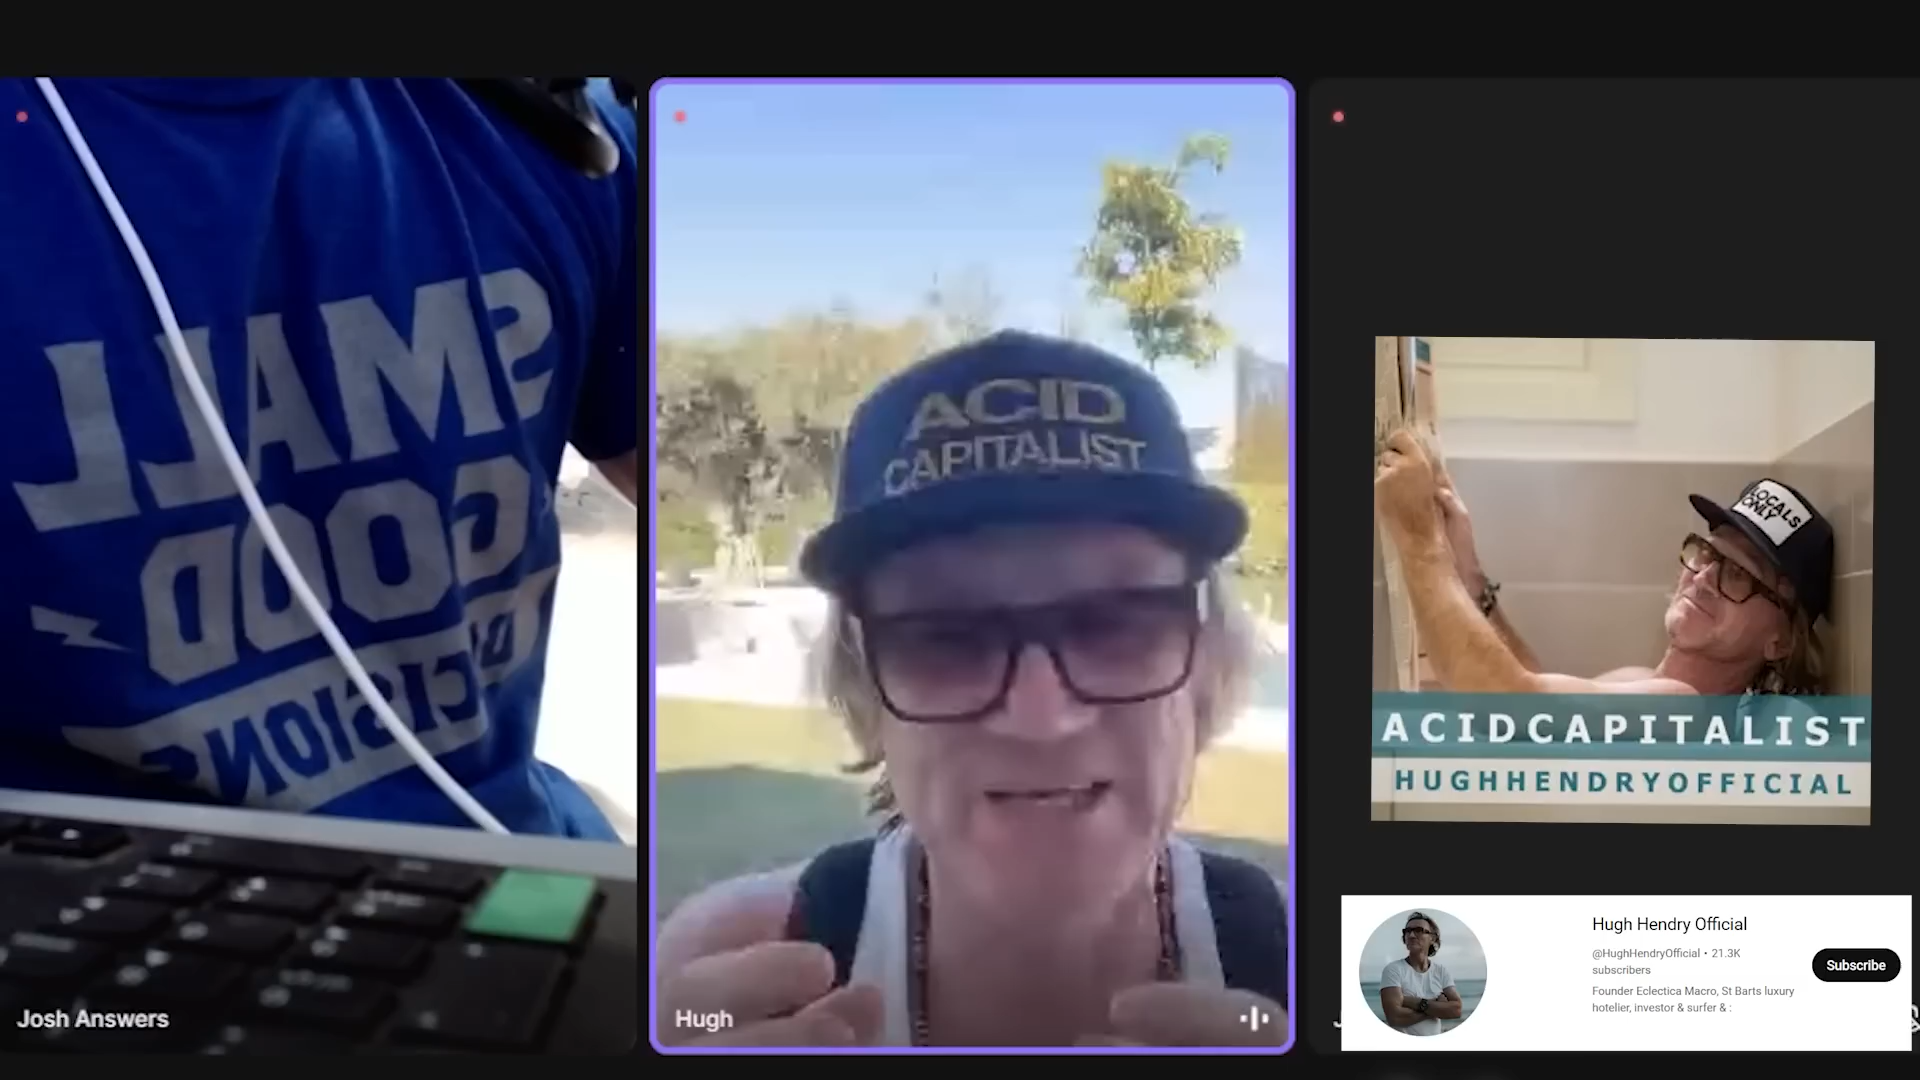 SMALL
GOOD
DECISIONS
Josh Answers
ACID
CAPITALIST
Hugh
LOCALS
ONLY
ACIDCAPITALIST
HUGHHENDRYOFFICIAL
Hugh Hendry Official
@HughHendryOfficial • 21.3K
subscribers
Founder Eclectica Macro, St Barts luxury
hotelier, investor & surfer & :
Subscribe